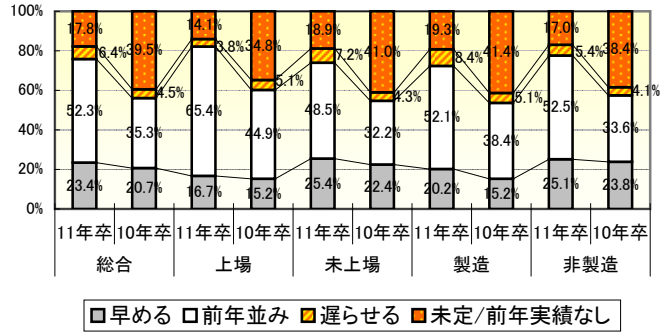 100%
17.8% 39.5% 14.1% 34.8% 18.9% 41.0% 19.3% 41.4% 17.0% 38.4%
80%
6.4% 4.5% 3.8% 5.1% 7.2% 4.3% 8.4% 5.1% 5.4% 4.1%
60%
52.3% 35.3% 65.4% 44.9% 48.5% 32.2% 52.1% 38.4% 52.5% 33.6%
40%
20%
23.4% 20.7% 16.7% 15.2% 25.4% 22.4% 20.2% 15.2% 25.1% 23.8%
0%
11年卒 10年卒 11年卒 10年卒 11年卒 10年卒 11年卒 10年卒 11年卒 10年卒
総合 上場 未上場 製造 非製造
早める 前年並み 遅らせる 未定/前年実績なし